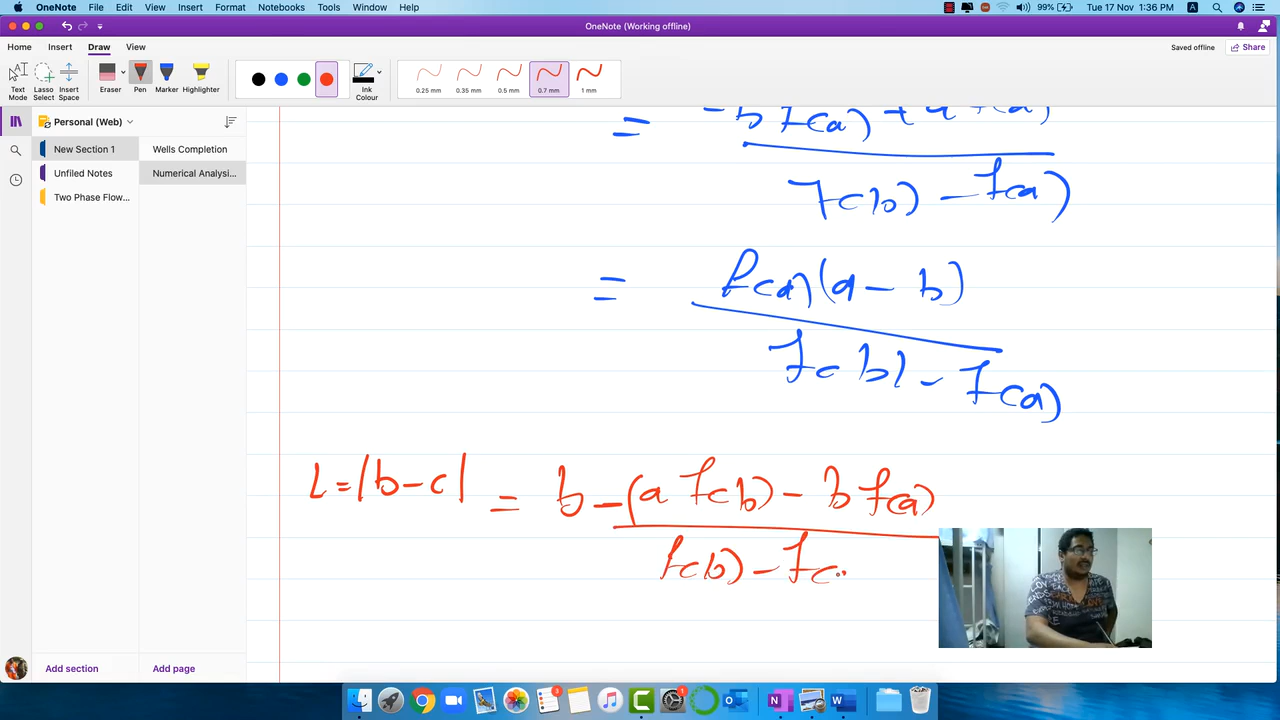 OneNote File Edit View Insert Format Notebooks Tools Window Help 99% Tue 17 Nov 1:36 PM
OneNote (Working offline)
Home Insert Draw View Saved offline Share
Text Mode Lasso Select Insert Space Eraser Pen Marker Highlighter Ink Colour 0.25 mm 0.35 mm 0.5 mm 0.7 mm 1 mm
Personal (Web)
New Section 1 Wells Completion
Unfiled Notes Numerical Analysi...
Two Phase Flow...
= -b f(a) + a f(a)
f(b) - f(a)
= f(a)(a - b)
f(b) - f(a)
L = |b - c| = b - (a f(b) - b f(a)
f(b) - f(
Add section Add page